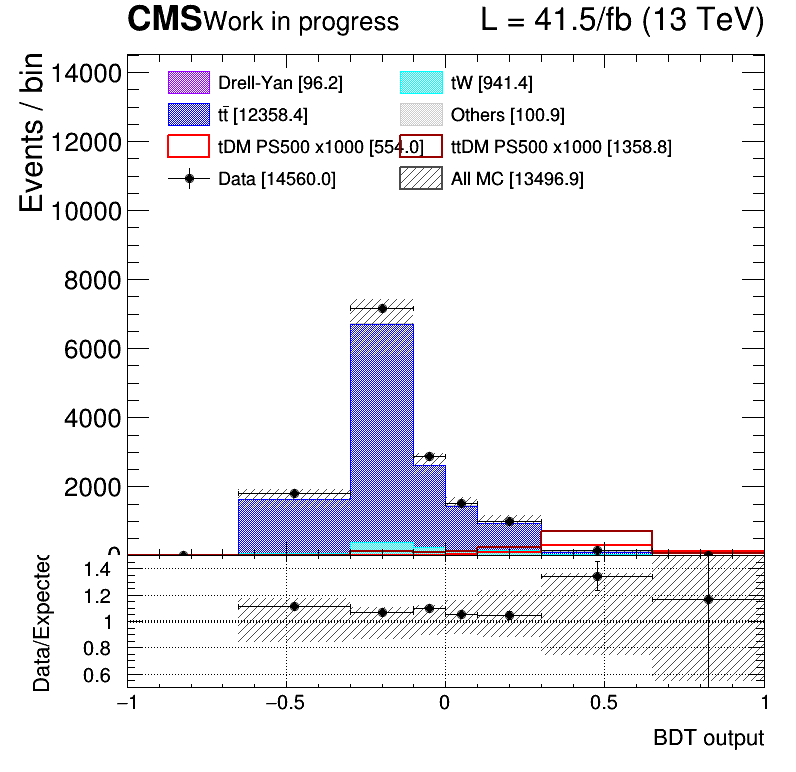 CMS Work in progress L = 41.5/fb (13 TeV)
Events / bin
14000
12000
10000
8000
6000
4000
2000
0
Drell-Yan [96.2] tW [941.4]
tt̄ [12358.4] Others [100.9]
tDM PS500 x1000 [554.0] ttDM PS500 x1000 [1358.8]
Data [14560.0] All MC [13496.9]
Data/Expected
1.4
1.2
1
0.8
0.6
−1 −0.5 0 0.5 1
BDT output